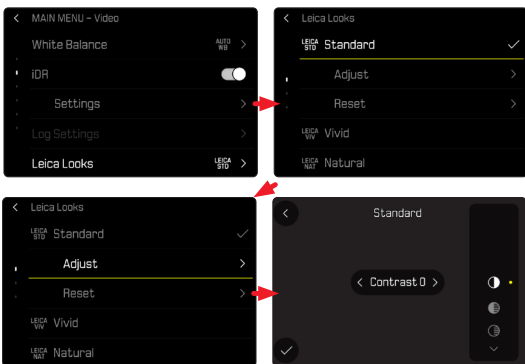 MAIN MENU – Video
White Balance AUTO WB
iDR
Settings
Log Settings
Leica Looks LEICA STD
Leica Looks
LEICA STD Standard
Adjust
Reset
LEICA VIV Vivid
LEICA NAT Natural
Leica Looks
LEICA STD Standard
Adjust
Reset
LEICA VIV Vivid
LEICA NAT Natural
Standard
Contrast 0